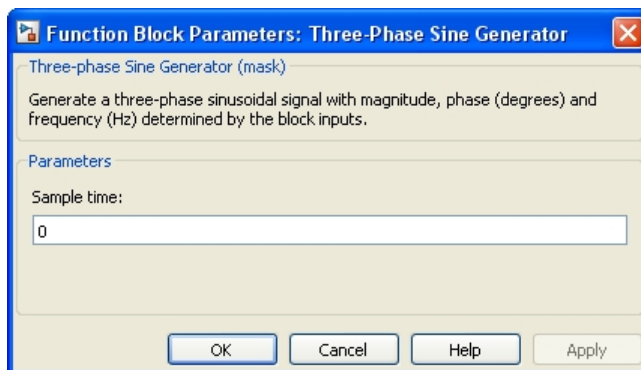 Function Block Parameters: Three-Phase Sine Generator
Three-phase Sine Generator (mask)
Generate a three-phase sinusoidal signal with magnitude, phase (degrees) and
frequency (Hz) determined by the block inputs.
Parameters
Sample time:
0
OK Cancel Help Apply